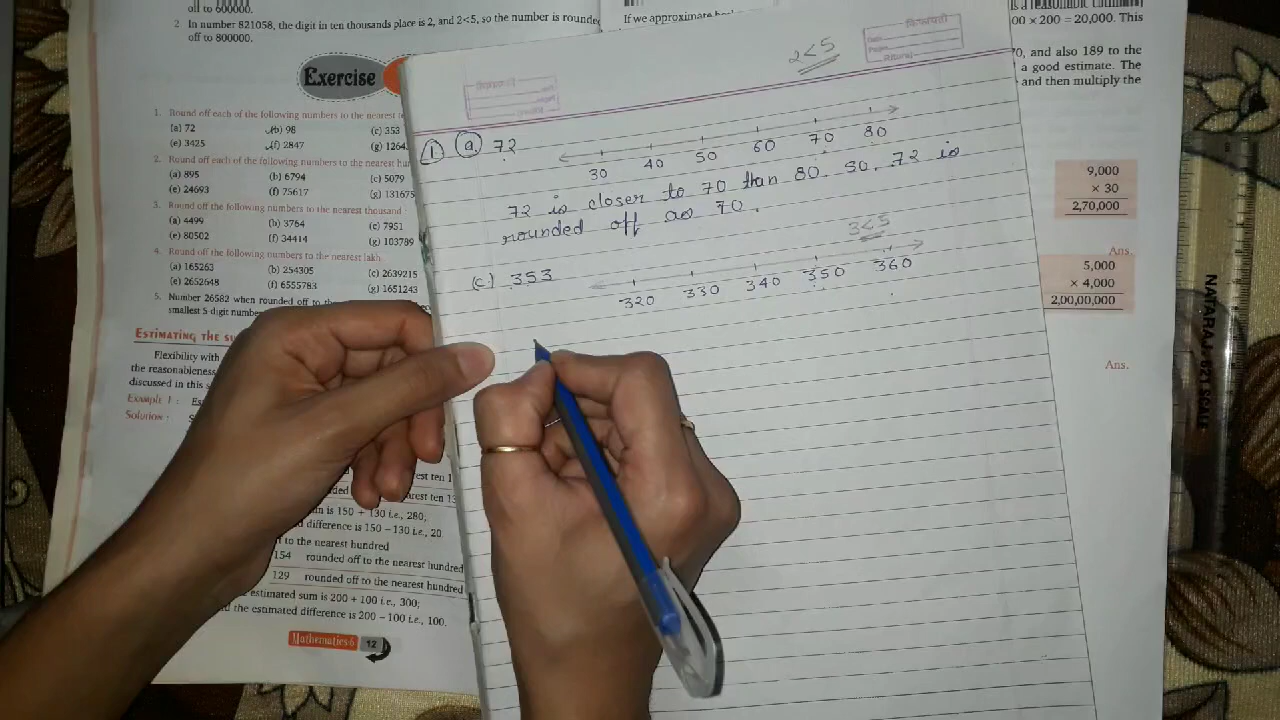 off to 600000.
2 In number 821058, the digit in ten thousands place is 2, and 2<5, so the number is rounded
off to 800000.
If we approximate
00 × 200 = 20,000. This
70, and also 189 to the
a good estimate. The
and then multiply the
Exercise
1. Round off each of the following numbers to the nearest
(a) 72 (b) 98 (c) 353
(e) 3425 (f) 2847 (g) 1264
2. Round off each of the following numbers to the nearest
(a) 895 (b) 6794 (c) 5079
(e) 24693 (f) 75617 (g) 131675
3. Round off the following numbers to the nearest thousand
(a) 4499 (b) 3764 (c) 7951
(e) 80502 (f) 34414 (g) 103789
4. Round off the following numbers to the nearest lakh
(a) 165263 (b) 254305 (c) 2639215
(e) 2652648 (f) 6555783 (g) 1651243
5. Number 26582 when rounded off to
smallest 5 digit
ESTIMATING THE
Flexibility with
the reasonableness
discussed in this
Example 1 :
Solution :
is 150 + 130 i.e., 280;
difference is 150 – 130 i.e., 20.
to the nearest hundred
154 rounded off to the nearest hundred
129 rounded off to the nearest hundred
estimated sum is 200 + 100 i.e., 300;
the estimated difference is 200 – 100 i.e., 100.
Mathematics-6 12
2<5
1 a 72
30 40 50 60 70 80
72 is closer to 70 than 80. So, 72 is
rounded off as 70.
3<5
(c) 353
320 330 340 350 360
9,000
× 30
2,70,000
Ans.
5,000
× 4,000
2,00,00,000
Ans.
NATARAJ 621 SCALE